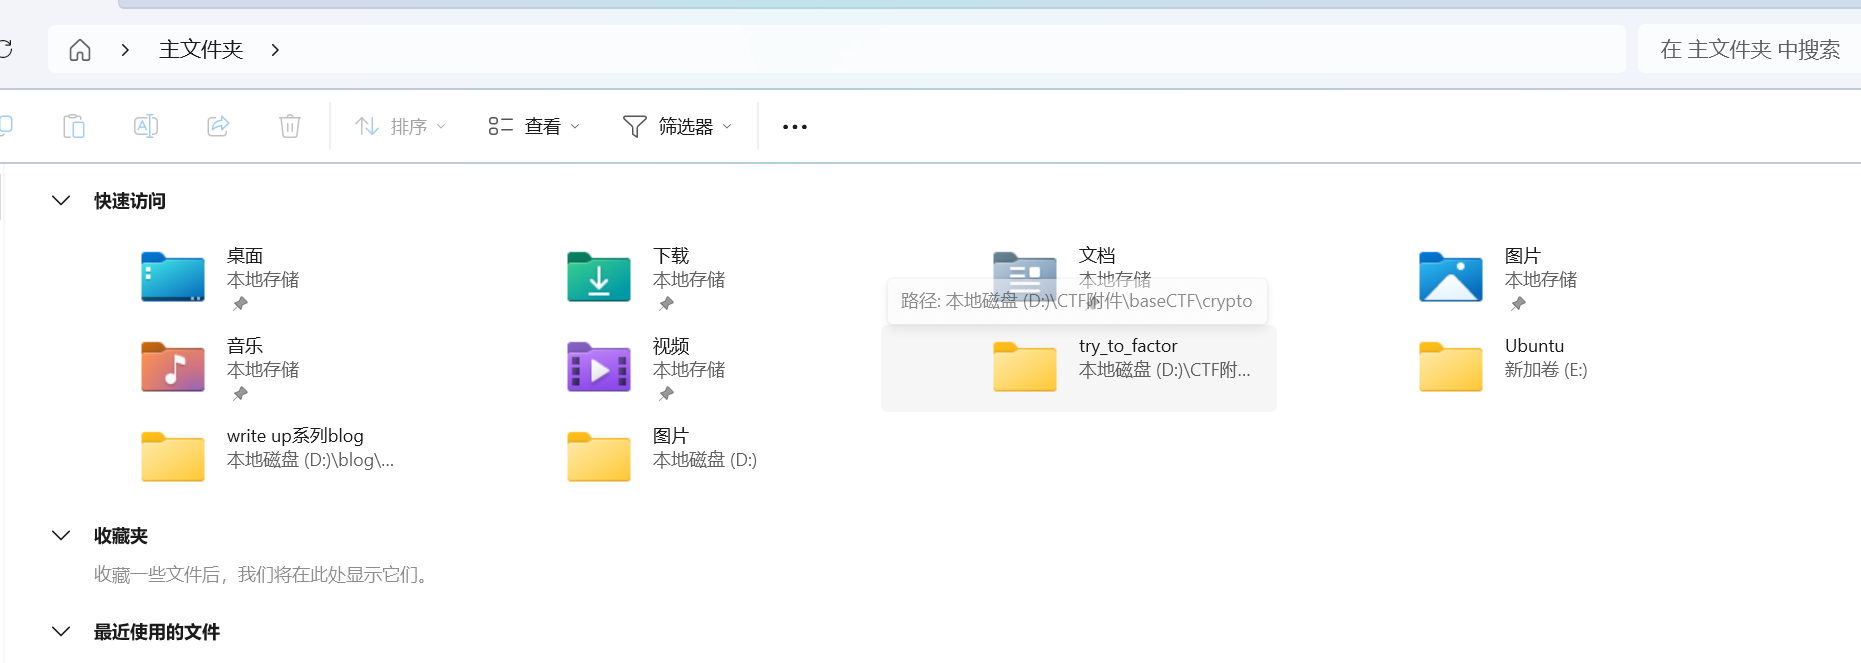 主文件夹
在 主文件夹 中搜索
排序
查看
筛选器
快速访问
桌面
本地存储
下载
本地存储
文档
本地存储
图片
本地存储
路径: 本地磁盘 (D:)\CTF附件\baseCTF\crypto
音乐
本地存储
视频
本地存储
try_to_factor
本地磁盘 (D:)\CTF附...
Ubuntu
新加卷 (E:)
write up系列blog
本地磁盘 (D:)\blog\...
图片
本地磁盘 (D:)
收藏夹
收藏一些文件后，我们将在此处显示它们。
最近使用的文件